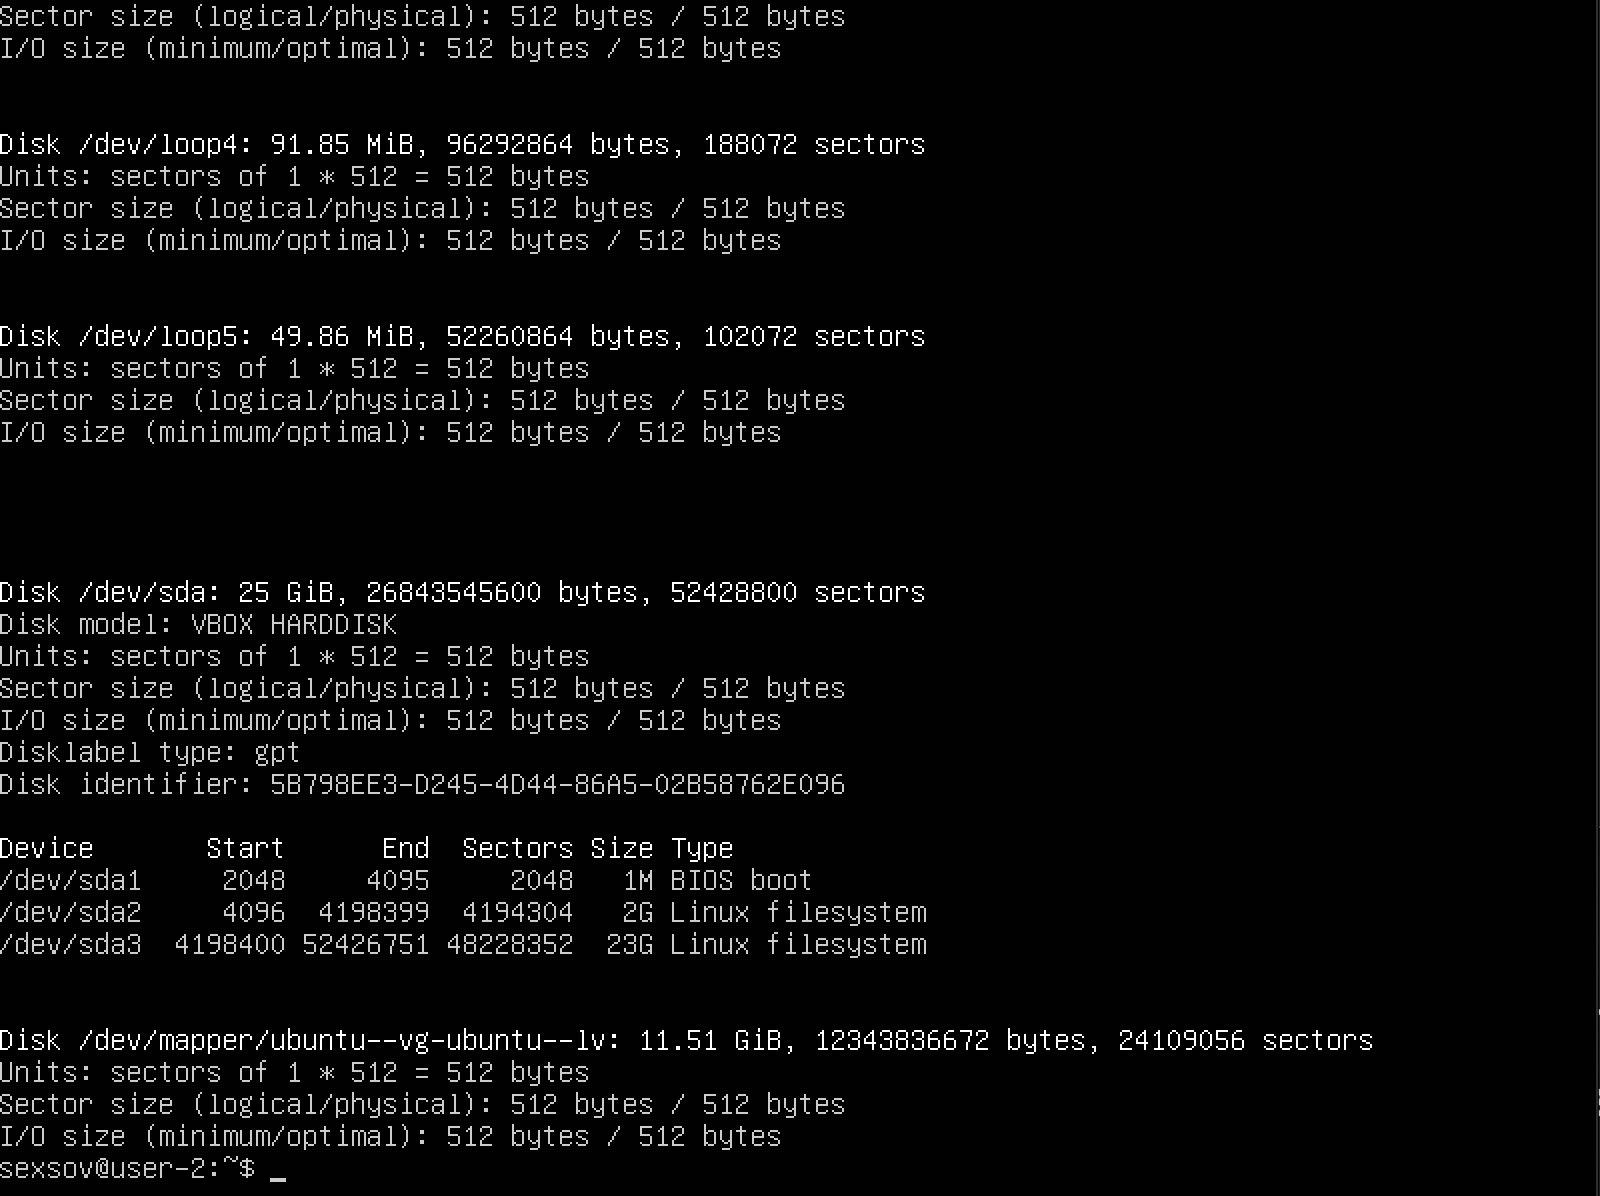 Sector size (logical/physical): 512 bytes / 512 bytes
I/O size (minimum/optimal): 512 bytes / 512 bytes
Disk /dev/loop4: 91.85 MiB, 96292864 bytes, 188072 sectors
Units: sectors of 1 * 512 = 512 bytes
Sector size (logical/physical): 512 bytes / 512 bytes
I/O size (minimum/optimal): 512 bytes / 512 bytes
Disk /dev/loop5: 49.86 MiB, 52260864 bytes, 102072 sectors
Units: sectors of 1 * 512 = 512 bytes
Sector size (logical/physical): 512 bytes / 512 bytes
I/O size (minimum/optimal): 512 bytes / 512 bytes
Disk /dev/sda: 25 GiB, 26843545600 bytes, 52428800 sectors
Disk model: VBOX HARDDISK
Units: sectors of 1 * 512 = 512 bytes
Sector size (logical/physical): 512 bytes / 512 bytes
I/O size (minimum/optimal): 512 bytes / 512 bytes
Disklabel type: gpt
Disk identifier: 5B798EE3-D245-4D44-86A5-02B58762E096
Device       Start      End  Sectors Size Type
/dev/sda1     2048     4095     2048   1M BIOS boot
/dev/sda2     4096  4198399  4194304   2G Linux filesystem
/dev/sda3  4198400 52426751 48228352  23G Linux filesystem
Disk /dev/mapper/ubuntu--vg-ubuntu--lv: 11.51 GiB, 12343836672 bytes, 24109056 sectors
Units: sectors of 1 * 512 = 512 bytes
Sector size (logical/physical): 512 bytes / 512 bytes
I/O size (minimum/optimal): 512 bytes / 512 bytes
sexsov@user-2:~$ _